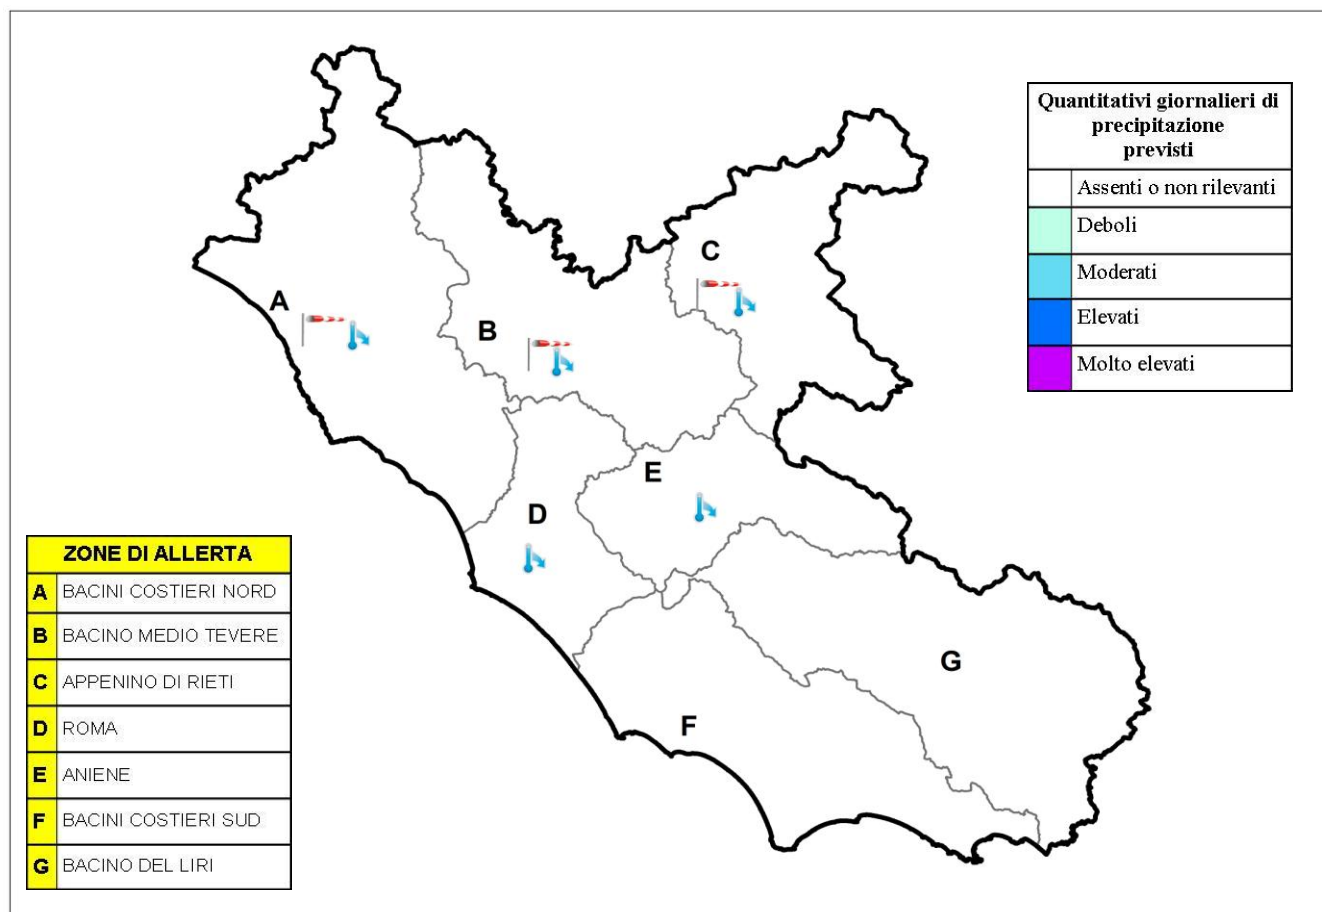 Quantitativi giornalieri di
precipitazione
previsti
Assenti o non rilevanti
Deboli
Moderati
Elevati
Molto elevati
C
A
B
E
D
G
F
ZONE DI ALLERTA
A BACINI COSTIERI NORD
B BACINO MEDIO TEVERE
C APPENINO DI RIETI
D ROMA
E ANIENE
F BACINI COSTIERI SUD
G BACINO DEL LIRI